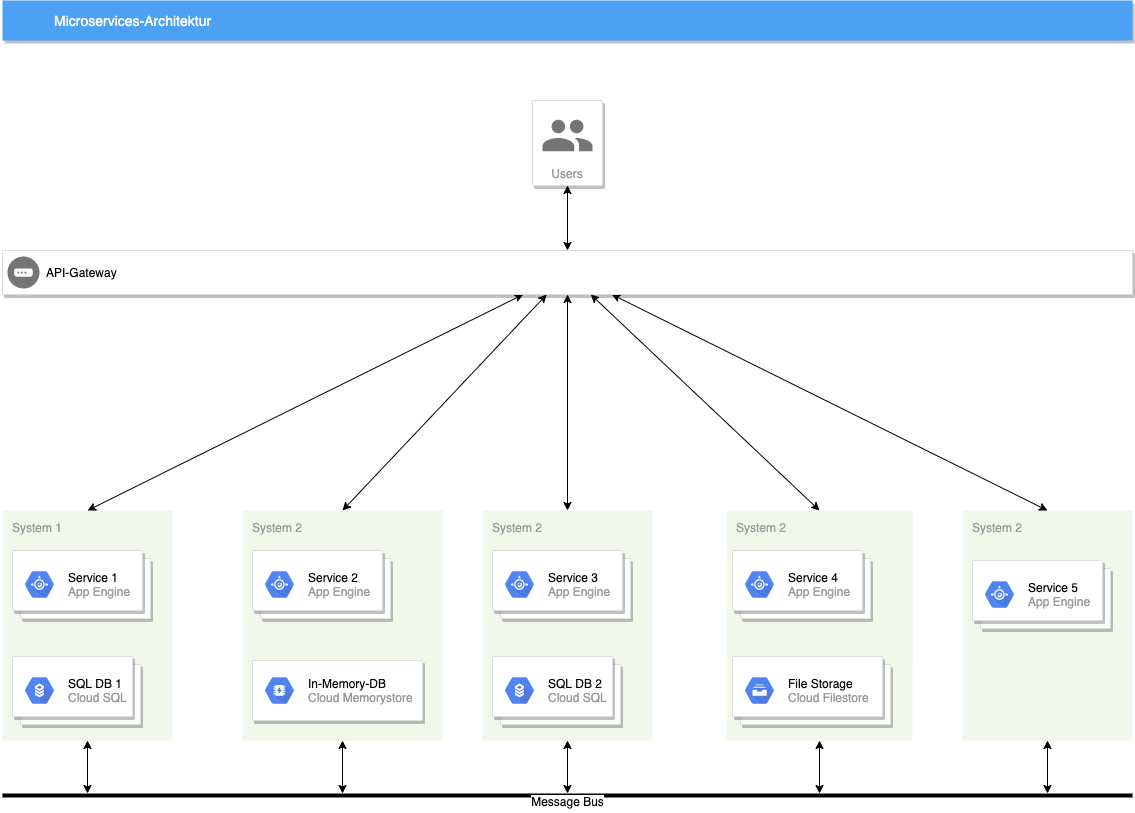 Microservices-Architektur
Users
API-Gateway
System 1
Service 1
App Engine
SQL DB 1
Cloud SQL
System 2
Service 2
App Engine
In-Memory-DB
Cloud Memorystore
System 2
Service 3
App Engine
SQL DB 2
Cloud SQL
System 2
Service 4
App Engine
File Storage
Cloud Filestore
System 2
Service 5
App Engine
Message Bus